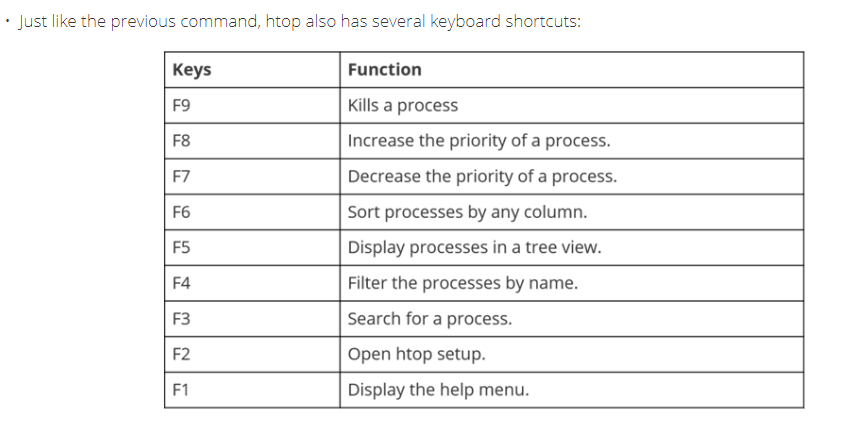 • Just like the previous command, htop also has several keyboard shortcuts:
Keys Function
F9 Kills a process
F8 Increase the priority of a process.
F7 Decrease the priority of a process.
F6 Sort processes by any column.
F5 Display processes in a tree view.
F4 Filter the processes by name.
F3 Search for a process.
F2 Open htop setup.
F1 Display the help menu.